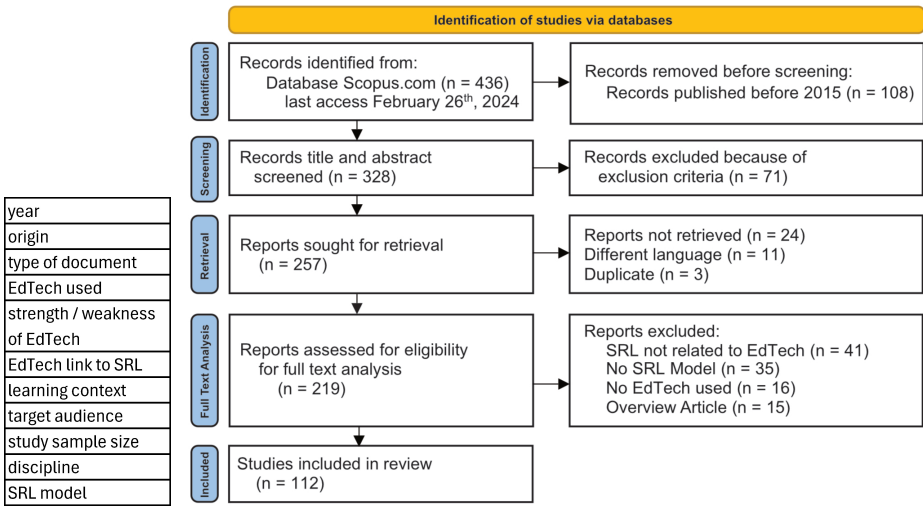 Identification of studies via databases
Identification
Records identified from:
Database Scopus.com (n = 436)
last access February 26th, 2024
Records removed before screening:
Records published before 2015 (n = 108)
Screening
Records title and abstract
screened (n = 328)
Records excluded because of
exclusion criteria (n = 71)
Retrieval
Reports sought for retrieval
(n = 257)
Reports not retrieved (n = 24)
Different language (n = 11)
Duplicate (n = 3)
Full Text Analysis
Reports assessed for eligibility
for full text analysis
(n = 219)
Reports excluded:
SRL not related to EdTech (n = 41)
No SRL Model (n = 35)
No EdTech used (n = 16)
Overview Article (n = 15)
Included
Studies included in review
(n = 112)
year
origin
type of document
EdTech used
strength / weakness
of EdTech
EdTech link to SRL
learning context
target audience
study sample size
discipline
SRL model